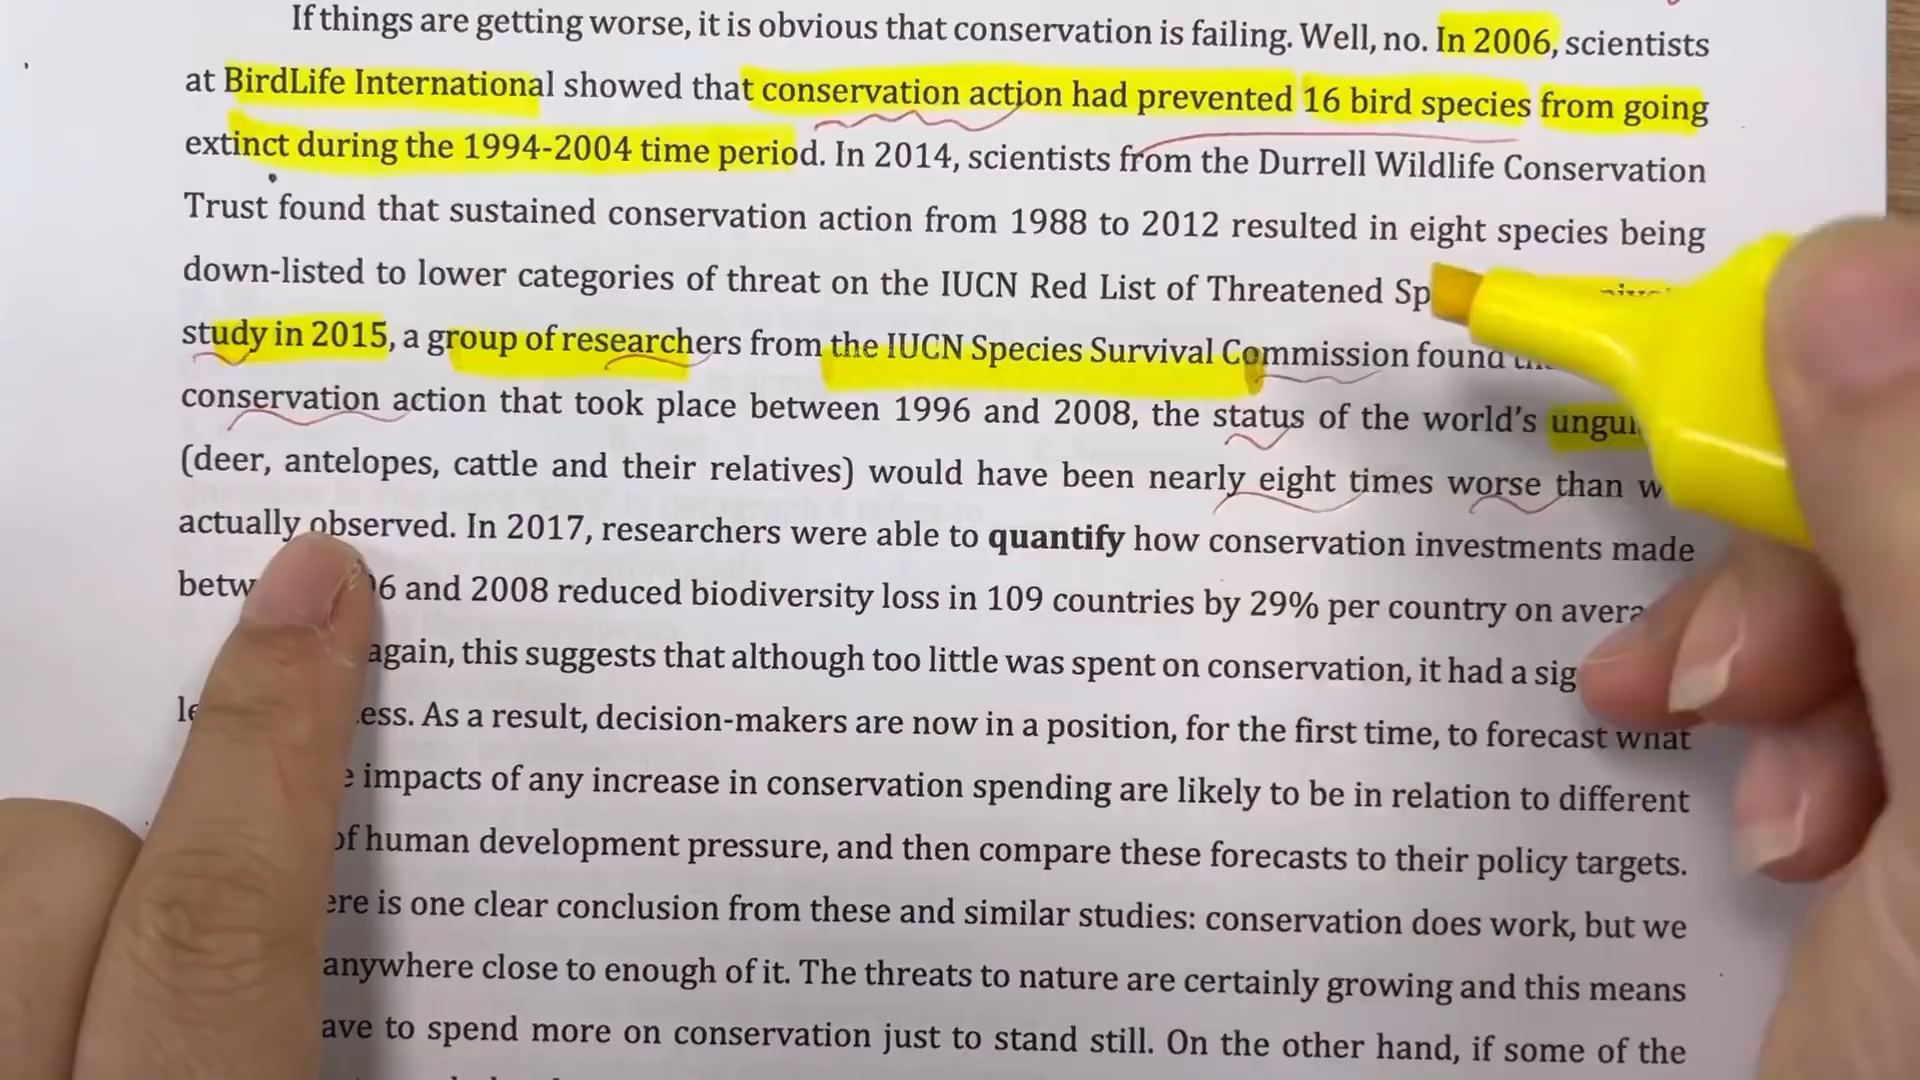 If things are getting worse, it is obvious that conservation is failing. Well, no. In 2006, scientists
at BirdLife International showed that conservation action had prevented 16 bird species from going
extinct during the 1994-2004 time period. In 2014, scientists from the Durrell Wildlife Conservation
Trust found that sustained conservation action from 1988 to 2012 resulted in eight species being
down-listed to lower categories of threat on the IUCN Red List of Threatened
study in 2015, a group of researchers from the IUCN Species Survival Commission found
conservation action that took place between 1996 and 2008, the status of the world's
(deer, antelopes, cattle and their relatives) would have been nearly eight times worse than
actually observed. In 2017, researchers were able to quantify how conservation investments made
and 2008 reduced biodiversity loss in 109 countries by 29% per country on
again, this suggests that although too little was spent on conservation, it had a
As a result, decision-makers are now in a position, for the first time, to forecast what
impacts of any increase in conservation spending are likely to be in relation to different
of human development pressure, and then compare these forecasts to their policy targets.
is one clear conclusion from these and similar studies: conservation does work, but we
anywhere close to enough of it. The threats to nature are certainly growing and this means
to spend more on conservation just to stand still. On the other hand, if some of the